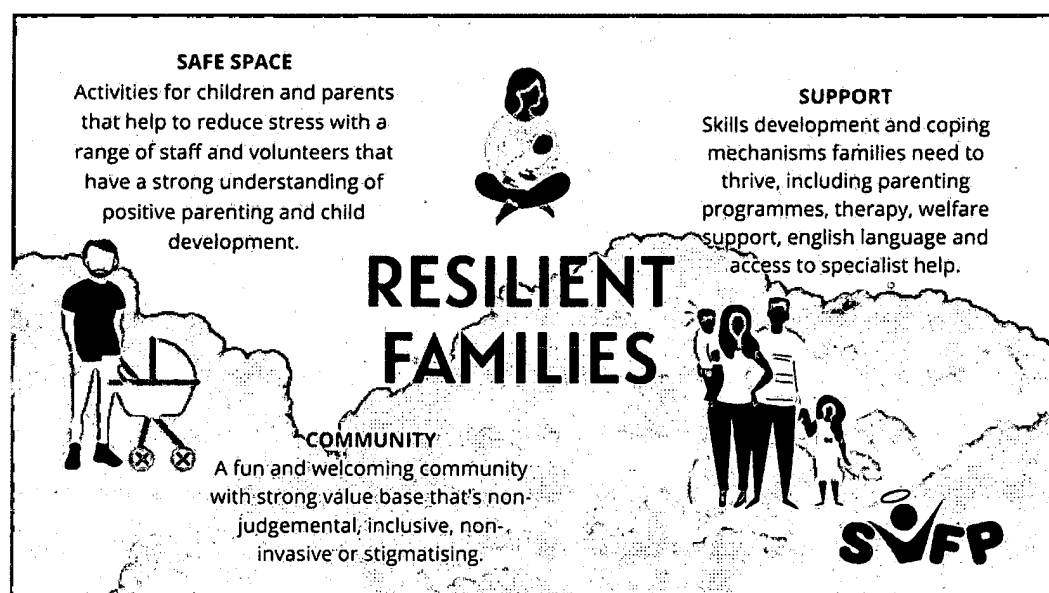 SAFE SPACE
Activities for children and parents
that help to reduce stress with a
range of staff and volunteers that
have a strong understanding of
positive parenting and child
development.
SUPPORT
Skills development and coping
mechanisms families need to
thrive, including parenting
programmes, therapy, welfare
support, english language and
access to specialist help.
RESILIENT
FAMILIES
COMMUNITY
A fun and welcoming community
with strong value base that's non-
judgemental, inclusive, non-
invasive or stigmatising.
SVFP